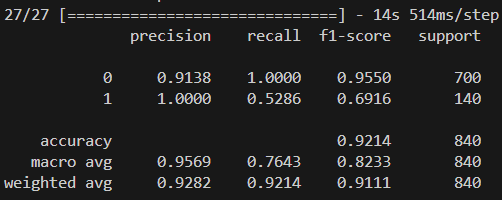 27/27 [==============================] - 14s 514ms/step
precision recall f1-score support
0 0.9138 1.0000 0.9550 700
1 1.0000 0.5286 0.6916 140
accuracy 0.9214 840
macro avg 0.9569 0.7643 0.8233 840
weighted avg 0.9282 0.9214 0.9111 840